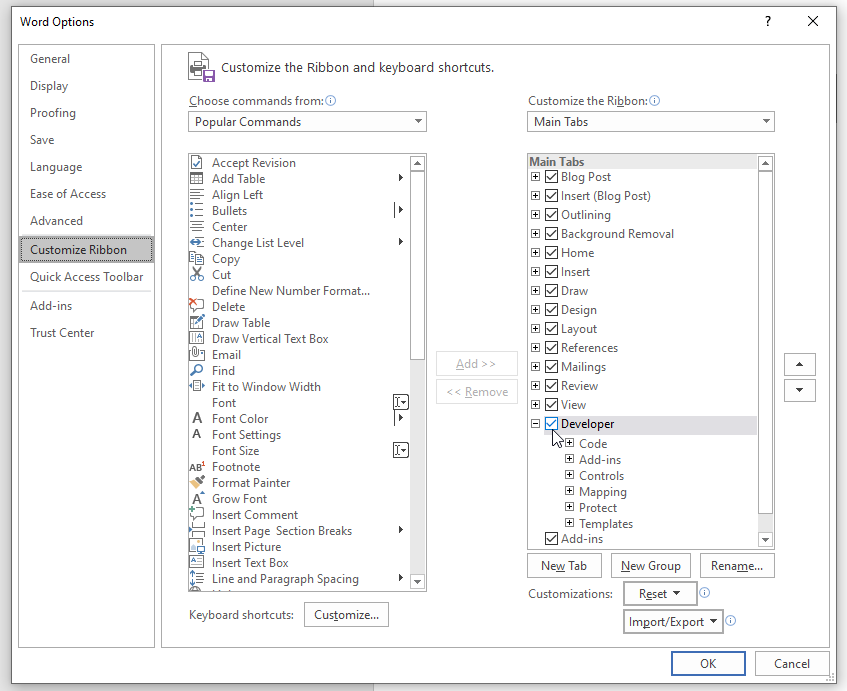 Word Options
?
General
Display
Proofing
Save
Language
Ease of Access
Advanced
Customize Ribbon
Quick Access Toolbar
Add-ins
Trust Center
Customize the Ribbon and keyboard shortcuts.
Choose commands from:
Popular Commands
Accept Revision
Add Table
Align Left
Bullets
Center
Change List Level
Copy
Cut
Define New Number Format...
Delete
Draw Table
Draw Vertical Text Box
Email
Find
Fit to Window Width
Font
Font Color
Font Settings
Font Size
Footnote
Format Painter
Grow Font
Insert Comment
Insert Page Section Breaks
Insert Picture
Insert Text Box
Line and Paragraph Spacing
Keyboard shortcuts: Customize...
Add >>
<< Remove
Customize the Ribbon:
Main Tabs
Main Tabs
Blog Post
Insert (Blog Post)
Outlining
Background Removal
Home
Insert
Draw
Design
Layout
References
Mailings
Review
View
Developer
Code
Add-ins
Controls
Mapping
Protect
Templates
Add-ins
New Tab New Group Rename...
Customizations: Reset
Import/Export
OK Cancel